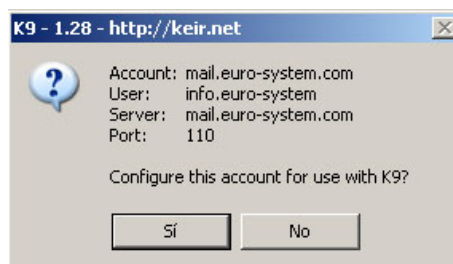 K9 - 1.28 - http://keir.net
Account: mail.euro-system.com
User: info.euro-system
Server: mail.euro-system.com
Port: 110
Configure this account for use with K9?
Sí No